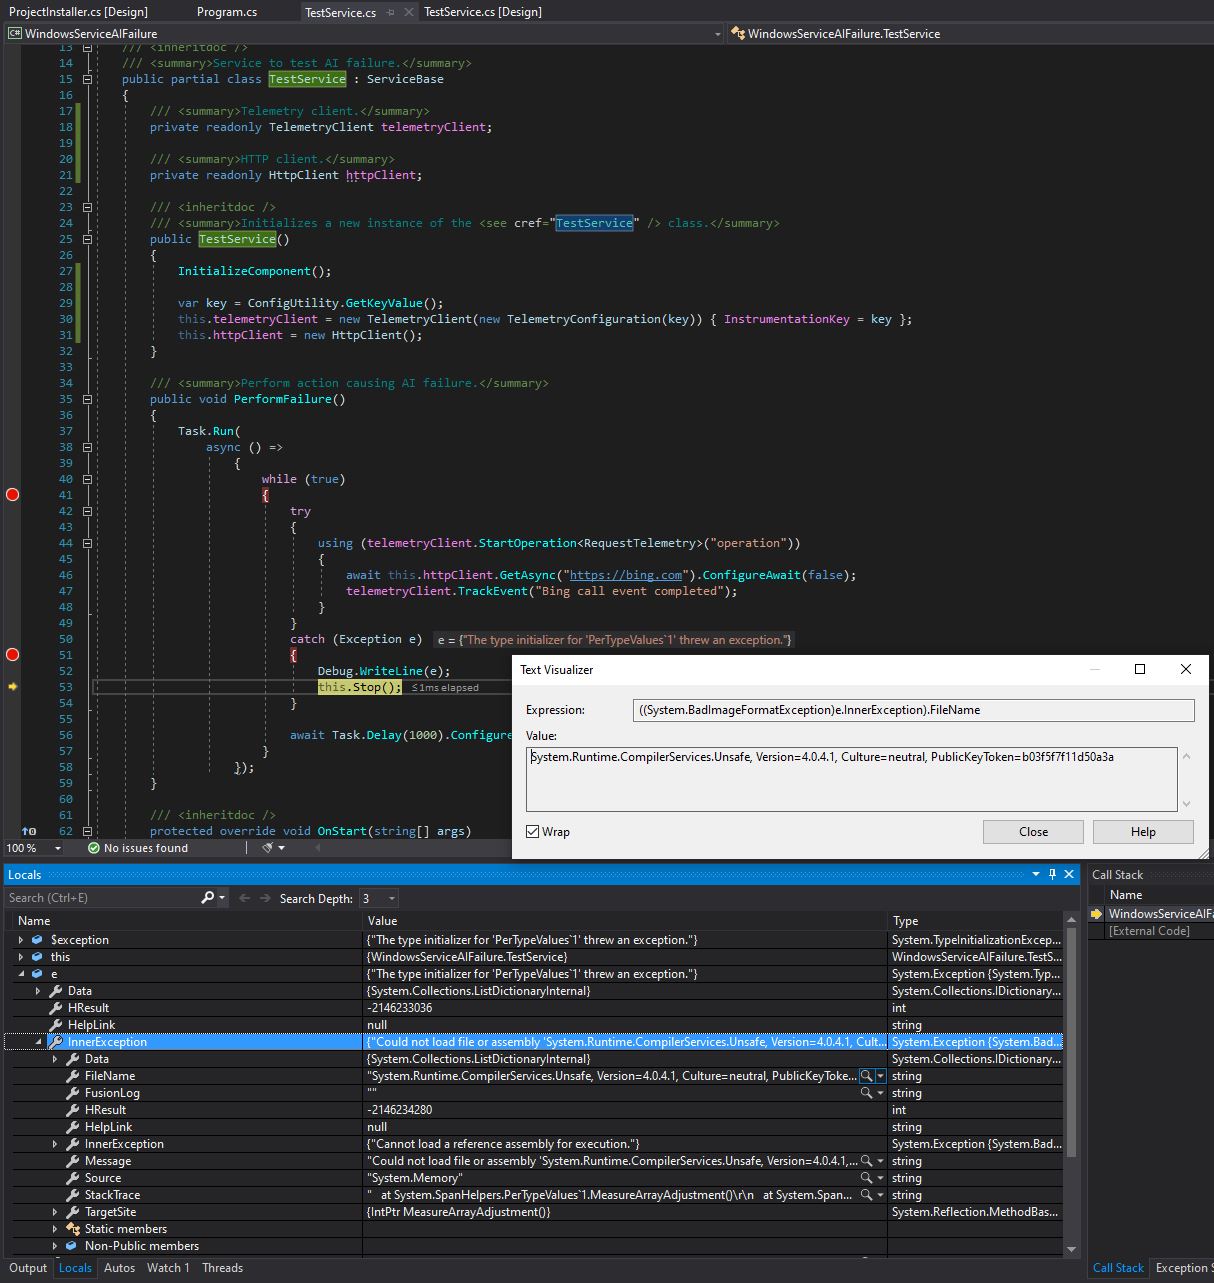 ProjectInstaller.cs [Design]
Program.cs
TestService.cs
TestService.cs [Design]
C# WindowsServiceAIFailure
WindowsServiceAIFailure.TestService
13 /// <inheritdoc />
14 /// <summary>Service to test AI failure.</summary>
15 public partial class TestService : ServiceBase
16 {
17 /// <summary>Telemetry client.</summary>
18 private readonly TelemetryClient telemetryClient;
19
20 /// <summary>HTTP client.</summary>
21 private readonly HttpClient httpClient;
22
23 /// <inheritdoc />
24 /// <summary>Initializes a new instance of the <see cref="TestService" /> class.</summary>
25 public TestService()
26 {
27 InitializeComponent();
28
29 var key = ConfigUtility.GetKeyValue();
30 this.telemetryClient = new TelemetryClient(new TelemetryConfiguration(key)) { InstrumentationKey = key };
31 this.httpClient = new HttpClient();
32 }
33
34 /// <summary>Perform action causing AI failure.</summary>
35 public void PerformFailure()
36 {
37 Task.Run(
38 async () =>
39 {
40 while (true)
41 {
42 try
43 {
44 using (telemetryClient.StartOperation<RequestTelemetry>("operation"))
45 {
46 await this.httpClient.GetAsync("https://bing.com").ConfigureAwait(false);
47 telemetryClient.TrackEvent("Bing call event completed");
48 }
49 }
50 catch (Exception e) e = {"The type initializer for 'PerTypeValues`1' threw an exception."}
51 {
52 Debug.WriteLine(e);
53 this.Stop(); ≤1ms elapsed
54 }
55
56 await Task.Delay(1000).Configure
57 }
58 });
59 }
60
61 /// <inheritdoc />
62 protected override void OnStart(string[] args)
Text Visualizer
Expression: ((System.BadImageFormatException)e.InnerException).FileName
Value:
System.Runtime.CompilerServices.Unsafe, Version=4.0.4.1, Culture=neutral, PublicKeyToken=b03f5f7f11d50a3a
Wrap
Close
Help
100 %
No issues found
Locals
Search (Ctrl+E)
Search Depth: 3
Name Value Type
$exception {"The type initializer for 'PerTypeValues`1' threw an exception."} System.TypeInitializationExcep...
this {WindowsServiceAIFailure.TestService} WindowsServiceAIFailure.TestS...
e {"The type initializer for 'PerTypeValues`1' threw an exception."} System.Exception {System.Typ...
Data {System.Collections.ListDictionaryInternal} System.Collections.IDictionary...
HResult -2146233036 int
HelpLink null string
InnerException {"Could not load file or assembly 'System.Runtime.CompilerServices.Unsafe, Version=4.0.4.1, Cult... System.Exception {System.Bad...
Data {System.Collections.ListDictionaryInternal} System.Collections.IDictionary...
FileName "System.Runtime.CompilerServices.Unsafe, Version=4.0.4.1, Culture=neutral, PublicKeyToke... string
FusionLog "" string
HResult -2146234280 int
HelpLink null string
InnerException {"Cannot load a reference assembly for execution."} System.Exception {System.Bad...
Message "Could not load file or assembly 'System.Runtime.CompilerServices.Unsafe, Version=4.0.4.1,... string
Source "System.Memory" string
StackTrace " at System.SpanHelpers.PerTypeValues`1.MeasureArrayAdjustment()\r\n at System.Span... string
TargetSite {IntPtr MeasureArrayAdjustment()} System.Reflection.MethodBas...
Static members
Non-Public members
Output Locals Autos Watch 1 Threads
Call Stack
Name
WindowsServiceAIFa
[External Code]
Call Stack Exception S